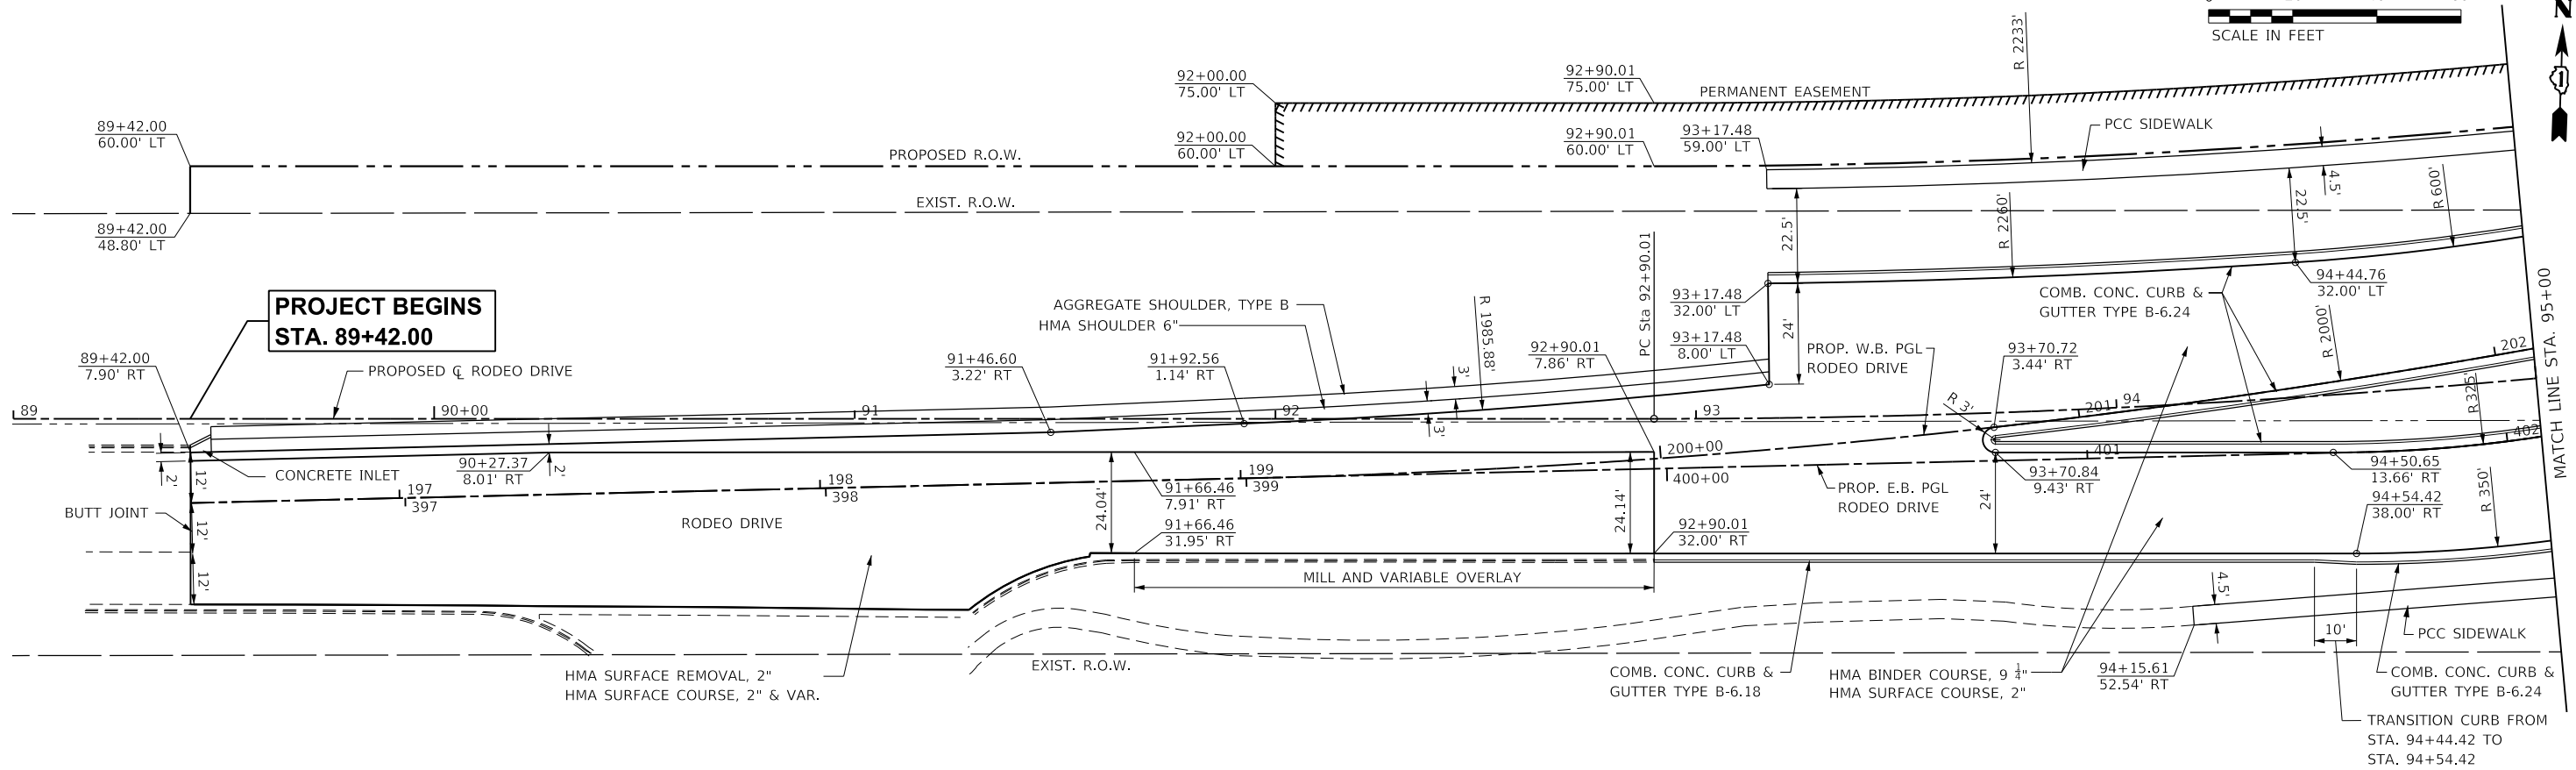 N
SCALE IN FEET
R 2233'
92+00.00
75.00' LT
92+90.01
75.00' LT
PERMANENT EASEMENT
89+42.00
60.00' LT
92+00.00
60.00' LT
92+90.01
60.00' LT
93+17.48
59.00' LT
PCC SIDEWALK
PROPOSED R.O.W.
EXIST. R.O.W.
4.5'
22.5'
R 600'
89+42.00
48.80' LT
22.5'
R 2260'
PC Sta 92+90.01
PROJECT BEGINS
STA. 89+42.00
AGGREGATE SHOULDER, TYPE B
HMA SHOULDER 6"
R 1985.88'
93+17.48
32.00' LT
24'
COMB. CONC. CURB &
GUTTER TYPE B-6.24
94+44.76
32.00' LT
R 2000'
MATCH LINE STA. 95+00
89+42.00
7.90' RT
PROPOSED ℄ RODEO DRIVE
91+46.60
3.22' RT
91+92.56
1.14' RT
3'
92+90.01
7.86' RT
93+17.48
8.00' LT
PROP. W.B. PGL
RODEO DRIVE
93+70.72
3.44' RT
202
89
90+00
91
92
3'
93
R 3'
201
94
R 325'
402
2'
12'
CONCRETE INLET
90+27.37
8.01' RT
2'
200+00
400+00
401
93+70.84
9.43' RT
94+50.65
13.66' RT
197
397
198
398
199
399
91+66.46
7.91' RT
PROP. E.B. PGL
RODEO DRIVE
BUTT JOINT
12'
RODEO DRIVE
24.04'
91+66.46
31.95' RT
24.14'
92+90.01
32.00' RT
24'
94+54.42
38.00' RT
R 350'
12'
MILL AND VARIABLE OVERLAY
4.5'
10'
PCC SIDEWALK
EXIST. R.O.W.
HMA SURFACE REMOVAL, 2"
HMA SURFACE COURSE, 2" & VAR.
COMB. CONC. CURB &
GUTTER TYPE B-6.18
HMA BINDER COURSE, 9 1/4"
HMA SURFACE COURSE, 2"
94+15.61
52.54' RT
COMB. CONC. CURB &
GUTTER TYPE B-6.24
TRANSITION CURB FROM
STA. 94+44.42 TO
STA. 94+54.42